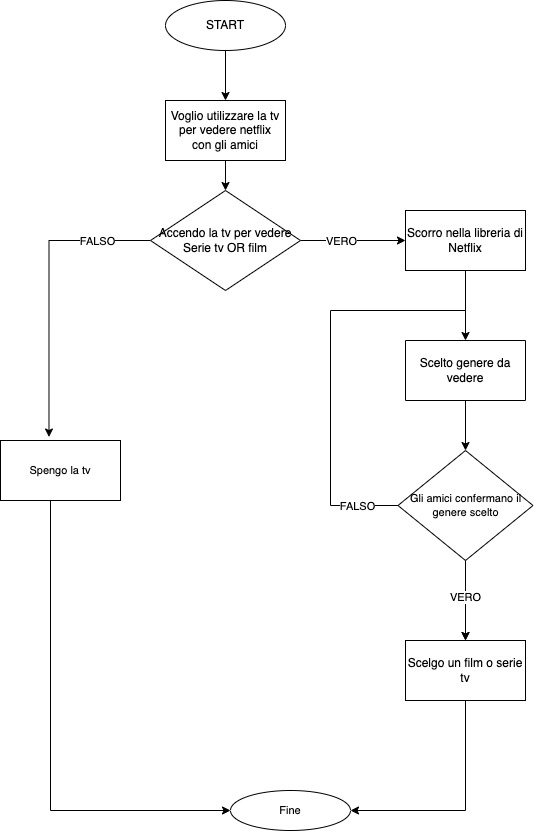 START
Voglio utilizzare la tv
per vedere netflix
con gli amici
Accendo la tv per vedere
Serie tv OR film
FALSO
VERO
Scorro nella libreria di
Netflix
Scelto genere da
vedere
Spengo la tv
Gli amici confermano il
genere scelto
FALSO
VERO
Scelgo un film o serie
tv
Fine